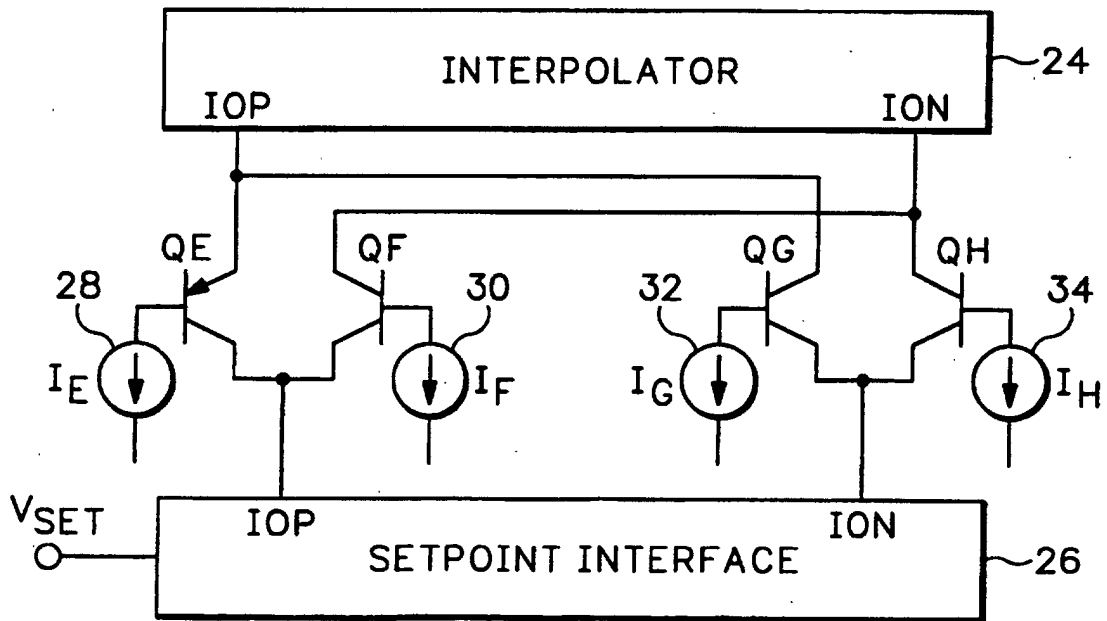 INTERPOLATOR
24
IOP
ION
QE
QF
QG
QH
28
30
32
34
IE
IF
IG
IH
VSET
IOP
ION
SETPOINT INTERFACE
26